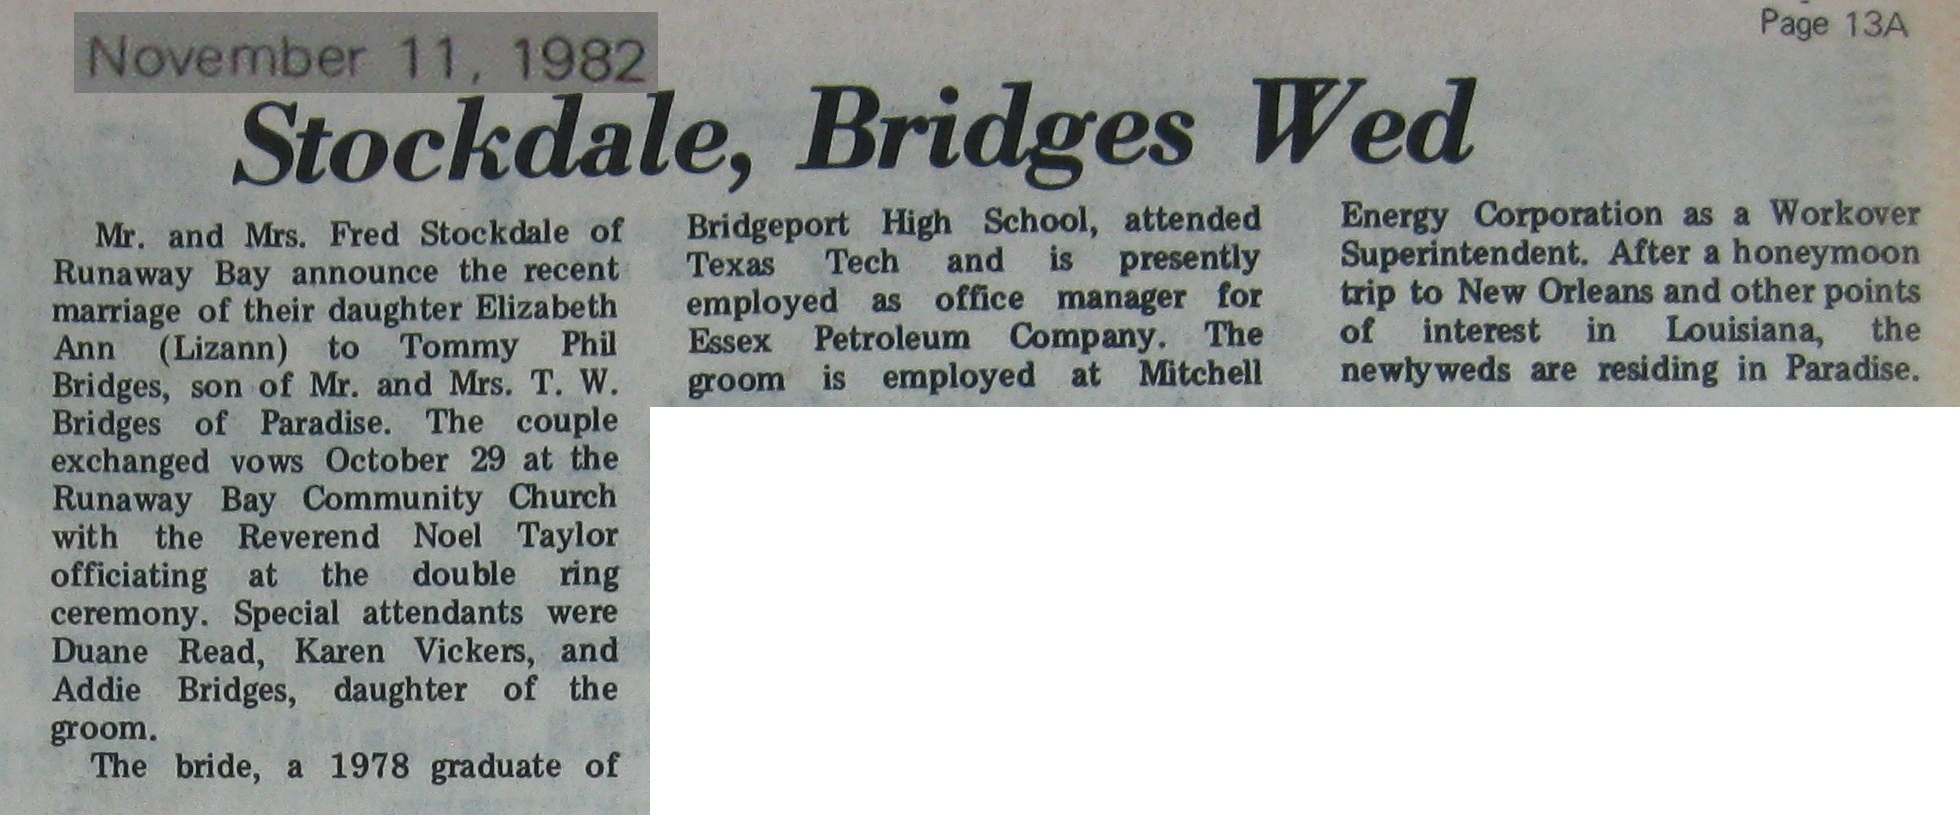 November 11, 1982
Page 13A
Stockdale, Bridges Wed
Mr. and Mrs. Fred Stockdale of
Runaway Bay announce the recent
marriage of their daughter Elizabeth
Ann (Lizann) to Tommy Phil
Bridges, son of Mr. and Mrs. T. W.
Bridges of Paradise. The couple
exchanged vows October 29 at the
Runaway Bay Community Church
with the Reverend Noel Taylor
officiating at the double ring
ceremony. Special attendants were
Duane Read, Karen Vickers, and
Addie Bridges, daughter of the
groom.
The bride, a 1978 graduate of
Bridgeport High School, attended
Texas Tech and is presently
employed as office manager for
Essex Petroleum Company. The
groom is employed at Mitchell
Energy Corporation as a Workover
Superintendent. After a honeymoon
trip to New Orleans and other points
of interest in Louisiana, the
newlyweds are residing in Paradise.